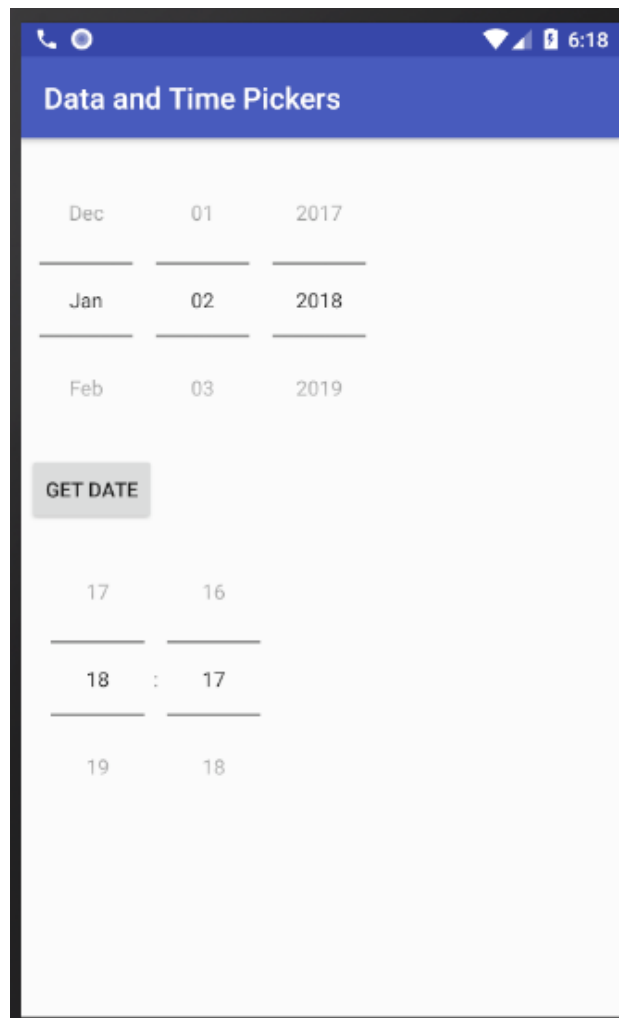 6:18
Data and Time Pickers
Dec 01 2017
Jan 02 2018
Feb 03 2019
GET DATE
17 16
18 : 17
19 18